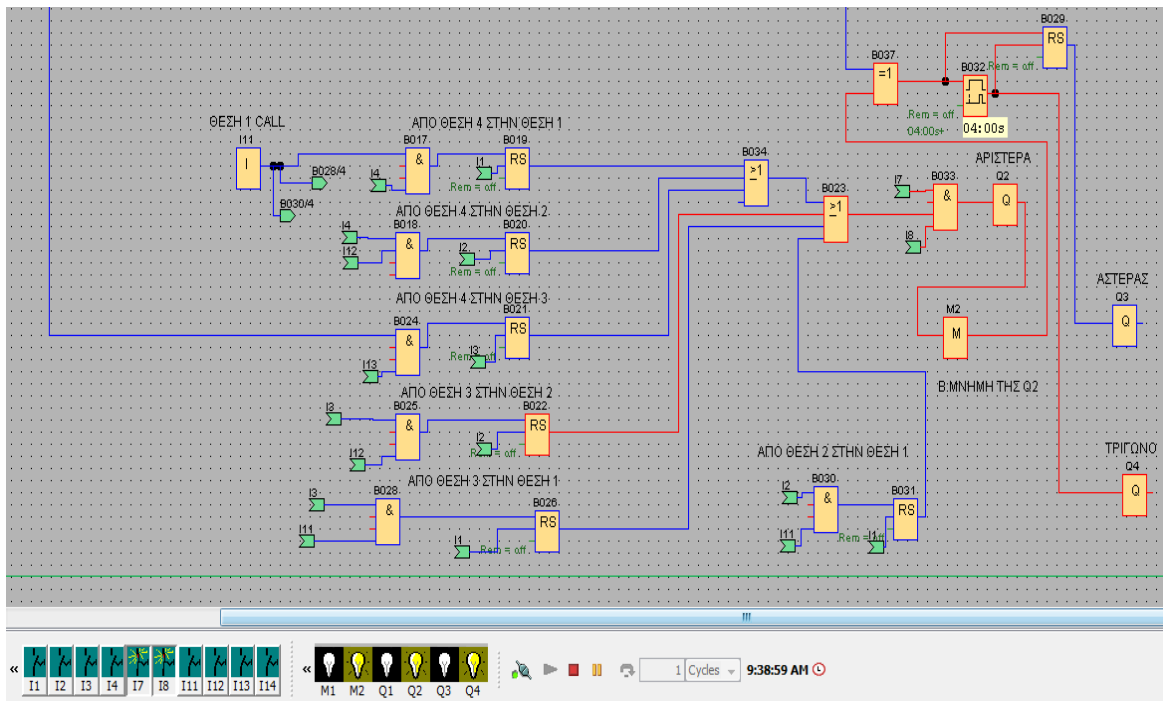 B029
RS
Rem = off
B037
=1
B032
Rem = off
04:00s+
04:00s
ΘΕΣΗ 1 CALL
I11
I
B028/4
B030/4
ΑΠΟ ΘΕΣΗ 4 ΣΤΗΝ ΘΕΣΗ 1
B017
&
I4
B019
RS
I1
Rem = off
B034
>1
B023
>1
ΑΡΙΣΤΕΡΑ
I7
B033
&
I8
Q2
Q
ΑΠΟ ΘΕΣΗ 4 ΣΤΗΝ ΘΕΣΗ 2
I4
I12
B018
&
B020
RS
I2
Rem = off
ΑΠΟ ΘΕΣΗ 4 ΣΤΗΝ ΘΕΣΗ 3
B024
&
I13
B021
RS
I3
Rem = off
M2
M
ΑΣΤΕΡΑΣ
Q3
Q
Β:ΜΝΗΜΗ ΤΗΣ Q2
ΑΠΟ ΘΕΣΗ 3 ΣΤΗΝ ΘΕΣΗ 2
I3
B025
&
I12
B022
RS
I2
Rem = off
ΑΠΟ ΘΕΣΗ 2 ΣΤΗΝ ΘΕΣΗ 1
I2
B030
&
I11
B031
RS
I1
Rem = off
ΤΡΙΓΩΝΟ
Q4
Q
ΑΠΟ ΘΕΣΗ 3 ΣΤΗΝ ΘΕΣΗ 1
I3
B028
&
I11
B026
RS
I1
Rem = off
« I1 I2 I3 I4 I7 I8 I11 I12 I13 I14
« M1 M2 Q1 Q2 Q3 Q4
1 Cycles 9:38:59 AM